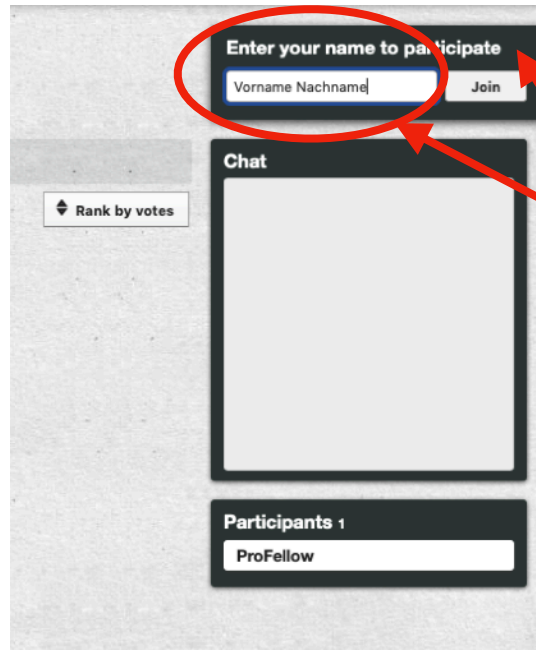 Enter your name to participate
Vorname Nachname
Join
Chat
Rank by votes
Participants 1
ProFellow